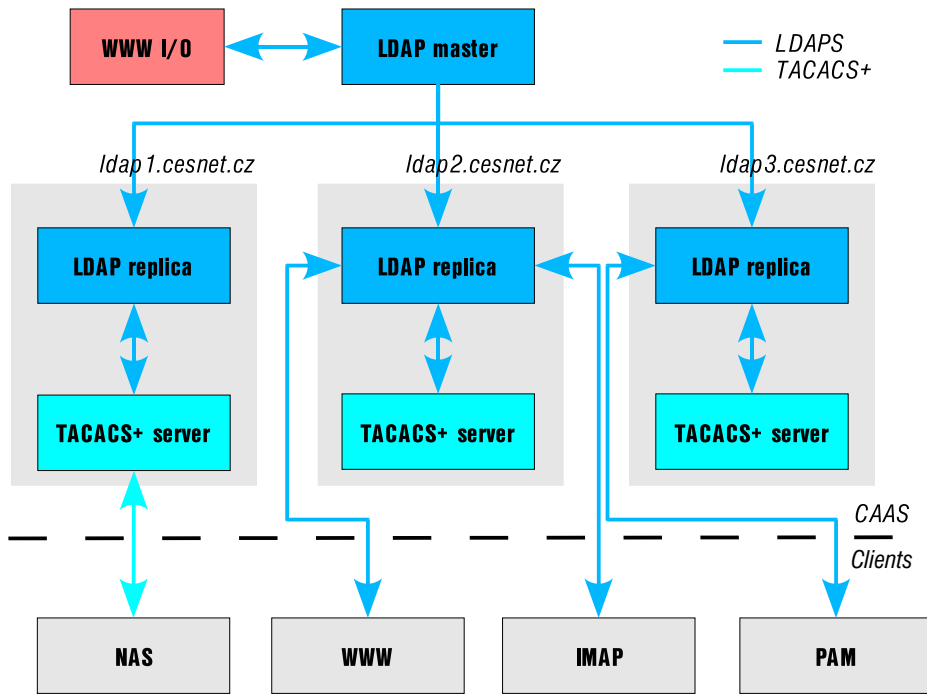 WWW I/O
LDAP master
LDAPS
TACACS+
ldap1.cesnet.cz
ldap2.cesnet.cz
ldap3.cesnet.cz
LDAP replica
LDAP replica
LDAP replica
TACACS+ server
TACACS+ server
TACACS+ server
CAAS
Clients
NAS
WWW
IMAP
PAM